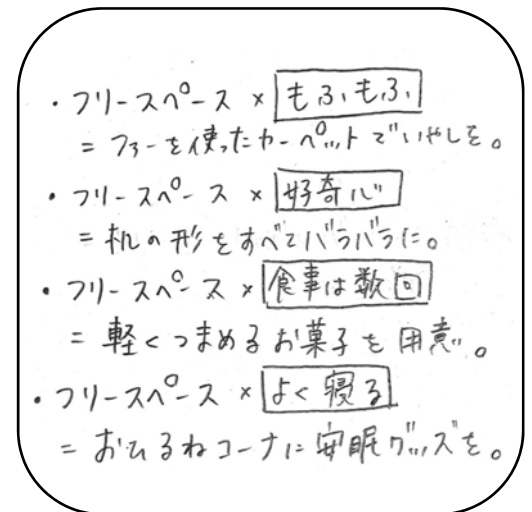 ・フリースペース × もふもふ
= ファーを使ったカーペットでいやしを。
・フリースペース × 好奇心
= 机の形をすべてバラバラに。
・フリースペース × 食事は数回
= 軽くつまめるお菓子を用意。
・フリースペース × よく寝る
= おひるねコーナに安眠グッズを。